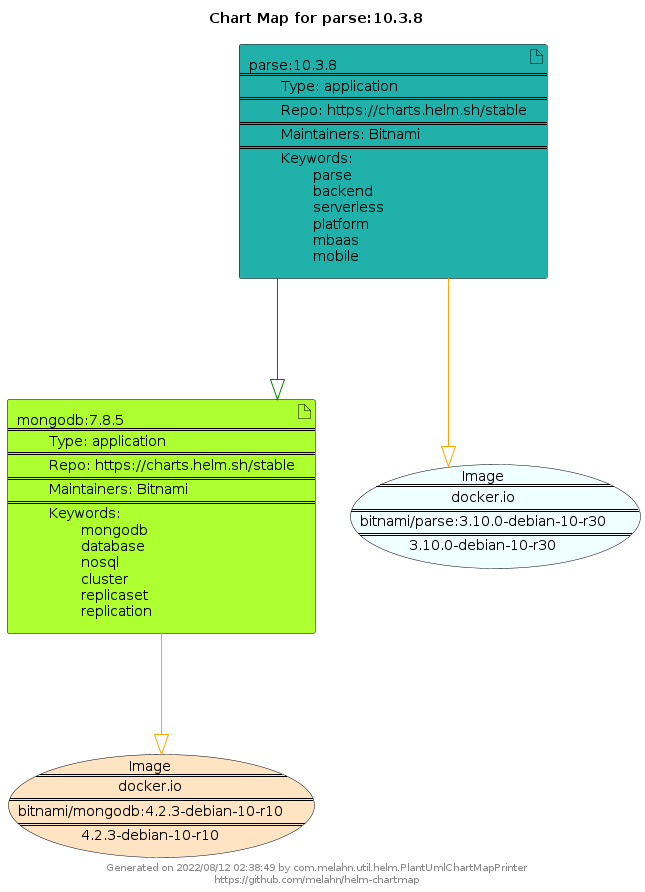 Chart Map for parse:10.3.8
parse:10.3.8
Type: application
Repo: https://charts.helm.sh/stable
Maintainers: Bitnami
Keywords:
parse
backend
serverless
platform
mbaas
mobile
mongodb:7.8.5
Type: application
Repo: https://charts.helm.sh/stable
Maintainers: Bitnami
Keywords:
mongodb
database
nosql
cluster
replicaset
replication
Image
docker.io
bitnami/parse:3.10.0-debian-10-r30
3.10.0-debian-10-r30
Image
docker.io
bitnami/mongodb:4.2.3-debian-10-r10
4.2.3-debian-10-r10
Generated on 2022/08/12 02:38:49 by com.melahn.util.helm.PlantUmlChartMapPrinter
https://github.com/melahn/helm-chartmap